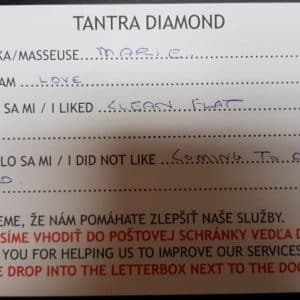 TANTRA DIAMOND
KA/MASSEUSE MARIE
AM LOVE
SA MI / I LIKED CLEAN FLAT
LO SA MI / I DID NOT LIKE COMING TO
D.
EME, ŽE NÁM POMÁHATE ZLEPŠIŤ NAŠE SLUŽBY.
SÍME VHODIŤ DO POŠTOVEJ SCHRÁNKY VEDĽA D
YOU FOR HELPING US TO IMPROVE OUR SERVICES
E DROP INTO THE LETTERBOX NEXT TO THE DOO